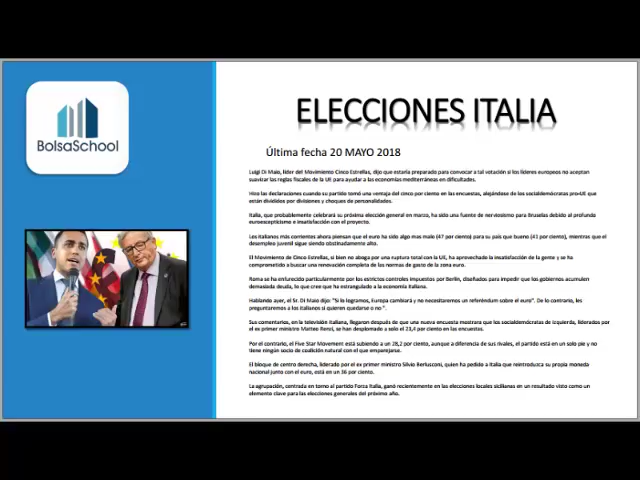 BolsaSchool
ELECCIONES ITALIA
Última fecha 20 MAYO 2018
Luigi Di Maio, líder del Movimiento Cinco Estrellas, dijo que estaría preparado para convocar a tal votación si los líderes europeos no aceptan
suavizar las reglas fiscales de la UE para ayudar a las economías mediterráneas en dificultades.
Hizo las declaraciones cuando su partido tomó una ventaja del cinco por ciento en las encuestas, alejándose de los socialdemócratas pro-UE que
están divididos por divisiones y choques de personalidades.
Italia, que probablemente celebrará su próxima elección general en marzo, ha sido una fuente de nerviosismo para Bruselas debido al profundo
euroescepticismo e insatisfacción con el proyecto.
Los italianos más corrientes ahora piensan que el euro ha sido algo mas malo (47 por ciento) para su país que bueno (41 por ciento), mientras que el
desempleo juvenil sigue siendo obstinadamente alto.
El Movimiento de Cinco Estrellas, si bien no aboga por una ruptura total con la UE, ha aprovechado la insatisfacción de la gente y se ha
comprometido a buscar una renovación completa de las normas de gasto de la zona euro.
Roma se ha enfurecido particularmente por los estrictos controles impuestos por Berlín, diseñados para impedir que los gobiernos acumulen
demasiada deuda, lo que cree que ha estrangulado a la economía italiana.
Hablando ayer, el Sr. Di Maio dijo: "Si lo logramos, Europa cambiará y no necesitaremos un referéndum sobre el euro". De lo contrario, les
preguntaremos a los italianos si quieren quedarse o no ".
Sus comentarios, en la televisión italiana, llegaron después de que una nueva encuesta mostrara que los socialdemócratas de izquierda, liderados por
el ex primer ministro Matteo Renzi, se han desplomado a solo el 23,4 por ciento en las encuestas.
Por el contrario, el Five Star Movement está subiendo a un 28,2 por ciento, aunque a diferencia de sus rivales, el partido está en un solo pie y no
tiene ningún socio de coalición natural con el que emparejarse.
El bloque de centro derecha, liderado por el ex primer ministro Silvio Berlusconi, quien ha pedido a Italia que reintroduzca su propia moneda
nacional junto con el euro, está en un 36 por ciento.
La agrupación, centrada en torno al partido Forza Italia, ganó recientemente en las elecciones locales sicilianas en un resultado visto como un
elemento clave para las elecciones generales del próximo año.